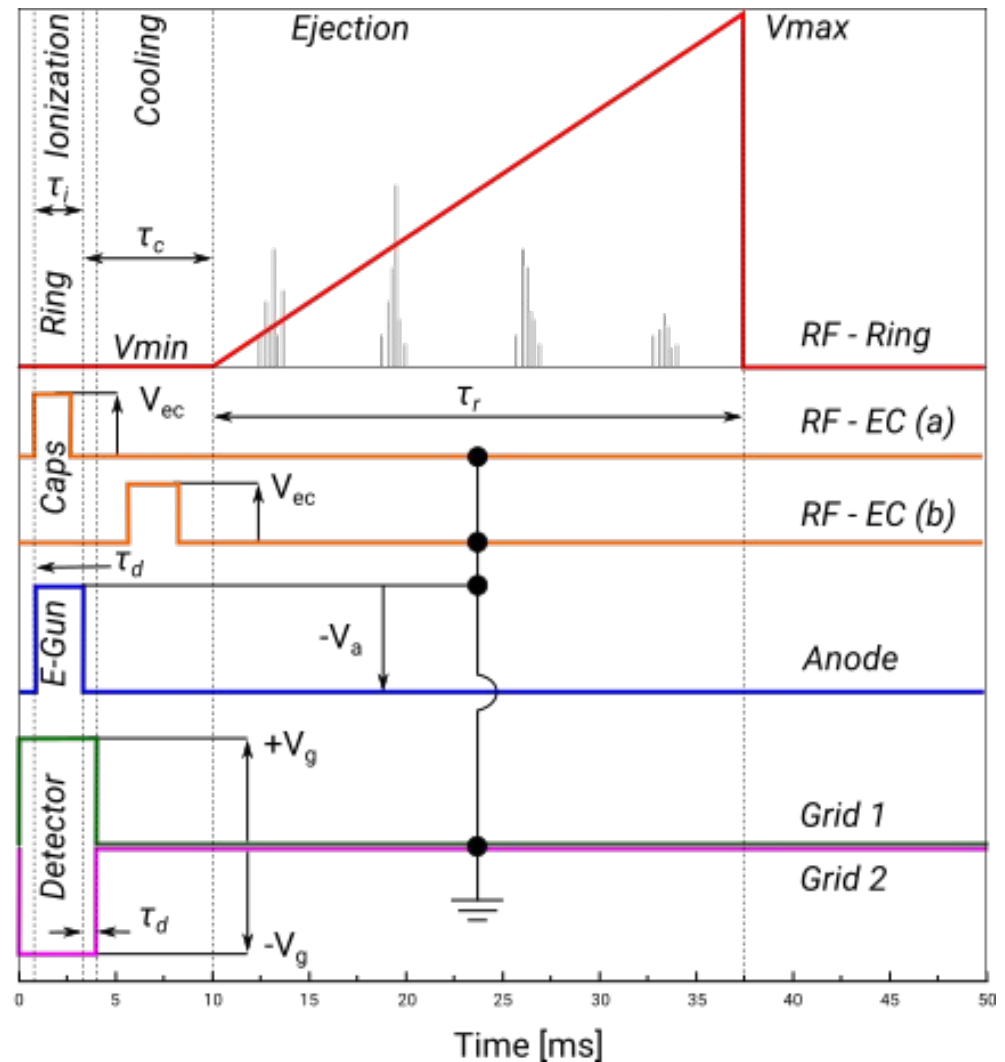 Ionization
Cooling
Ejection
Vmax
τi
τc
Ring
Vmin
RF - Ring
τr
Vec
RF - EC (a)
Caps
Vec
RF - EC (b)
τd
E-Gun
-Va
Anode
+Vg
Detector
Grid 1
Grid 2
τd
-Vg
0 5 10 15 20 25 30 35 40 45 50
Time [ms]